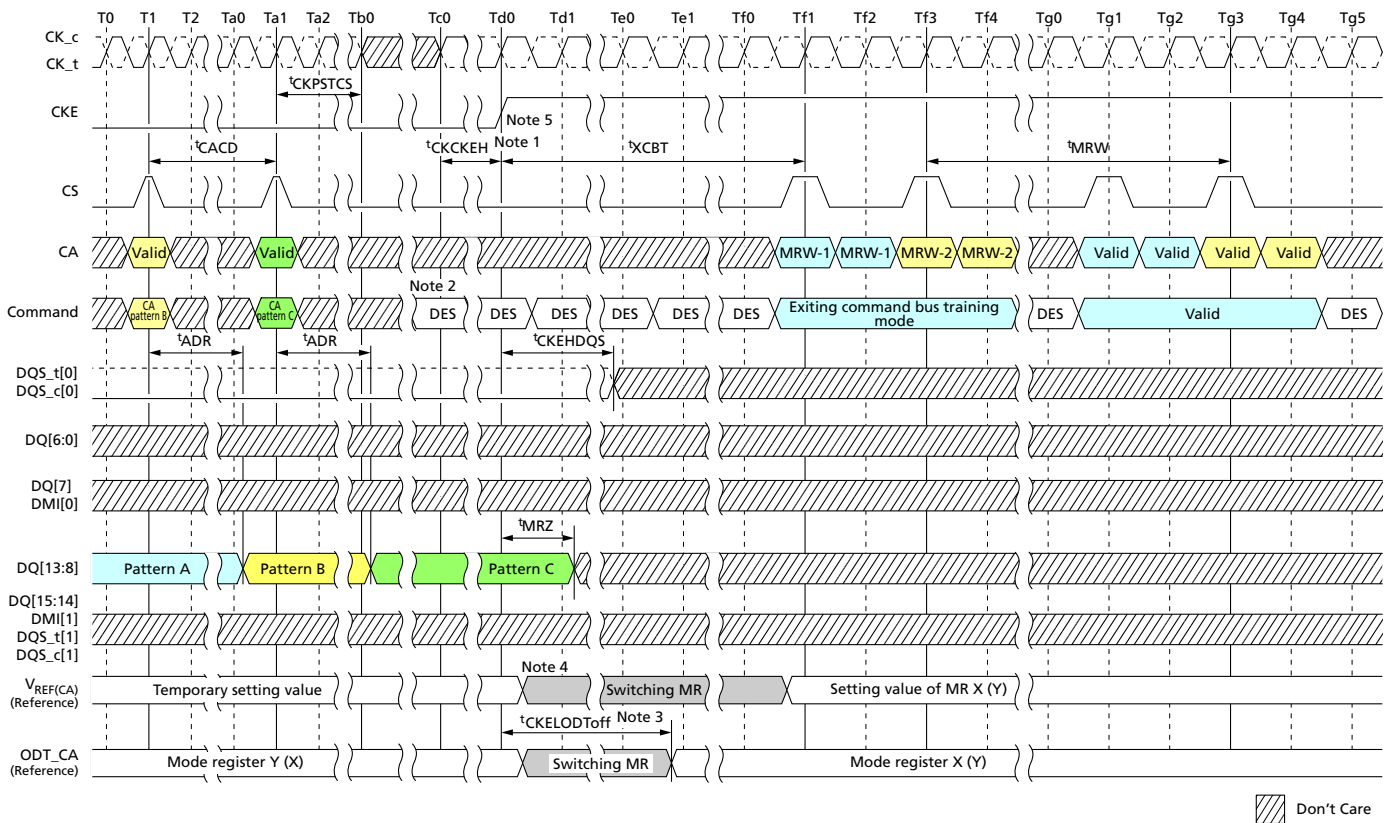 T0 T1 T2 Ta0 Ta1 Ta2 Tb0 Tc0 Td0 Td1 Te0 Te1 Tf0 Tf1 Tf2 Tf3 Tf4 Tg0 Tg1 Tg2 Tg3 Tg4 Tg5
CK_c
CK_t
tCKPSTCS
CKE
Note 5
tCACD
tCKCKEH
Note 1
tXCBT
tMRW
CS
CA
Valid Valid MRW-1 MRW-1 MRW-2 MRW-2 Valid Valid Valid Valid
Note 2
Command
CA pattern B
CA pattern C
DES DES DES DES DES DES
Exiting command bus training mode
DES Valid DES
tADR tADR tCKEHDQS
DQS_t[0]
DQS_c[0]
DQ[6:0]
DQ[7]
DMI[0]
tMRZ
DQ[13:8]
Pattern A Pattern B Pattern C
DQ[15:14]
DMI[1]
DQS_t[1]
DQS_c[1]
Note 4
VREF(CA)
(Reference)
Temporary setting value Switching MR Setting value of MR X (Y)
tCKELODToff Note 3
ODT_CA
(Reference)
Mode register Y (X) Switching MR Mode register X (Y)
Don't Care